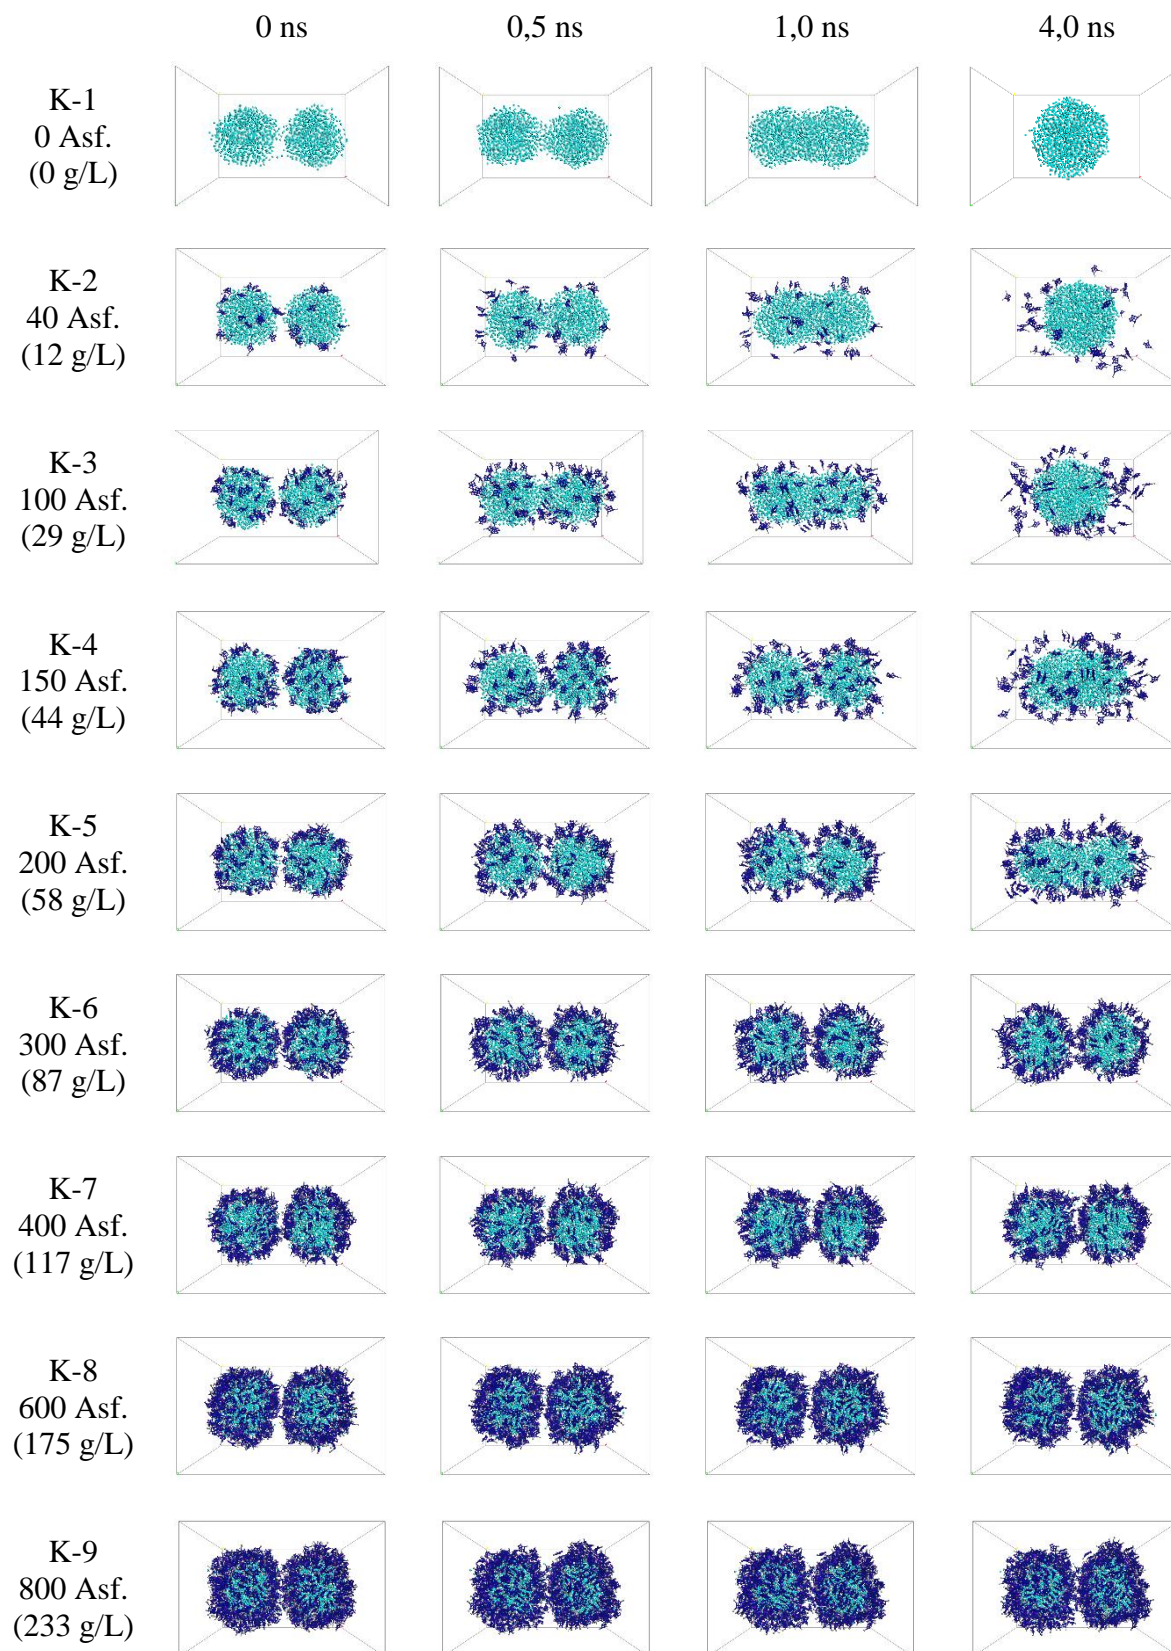 0 ns 0,5 ns 1,0 ns 4,0 ns
K-1
0 Asf.
(0 g/L)
K-2
40 Asf.
(12 g/L)
K-3
100 Asf.
(29 g/L)
K-4
150 Asf.
(44 g/L)
K-5
200 Asf.
(58 g/L)
K-6
300 Asf.
(87 g/L)
K-7
400 Asf.
(117 g/L)
K-8
600 Asf.
(175 g/L)
K-9
800 Asf.
(233 g/L)